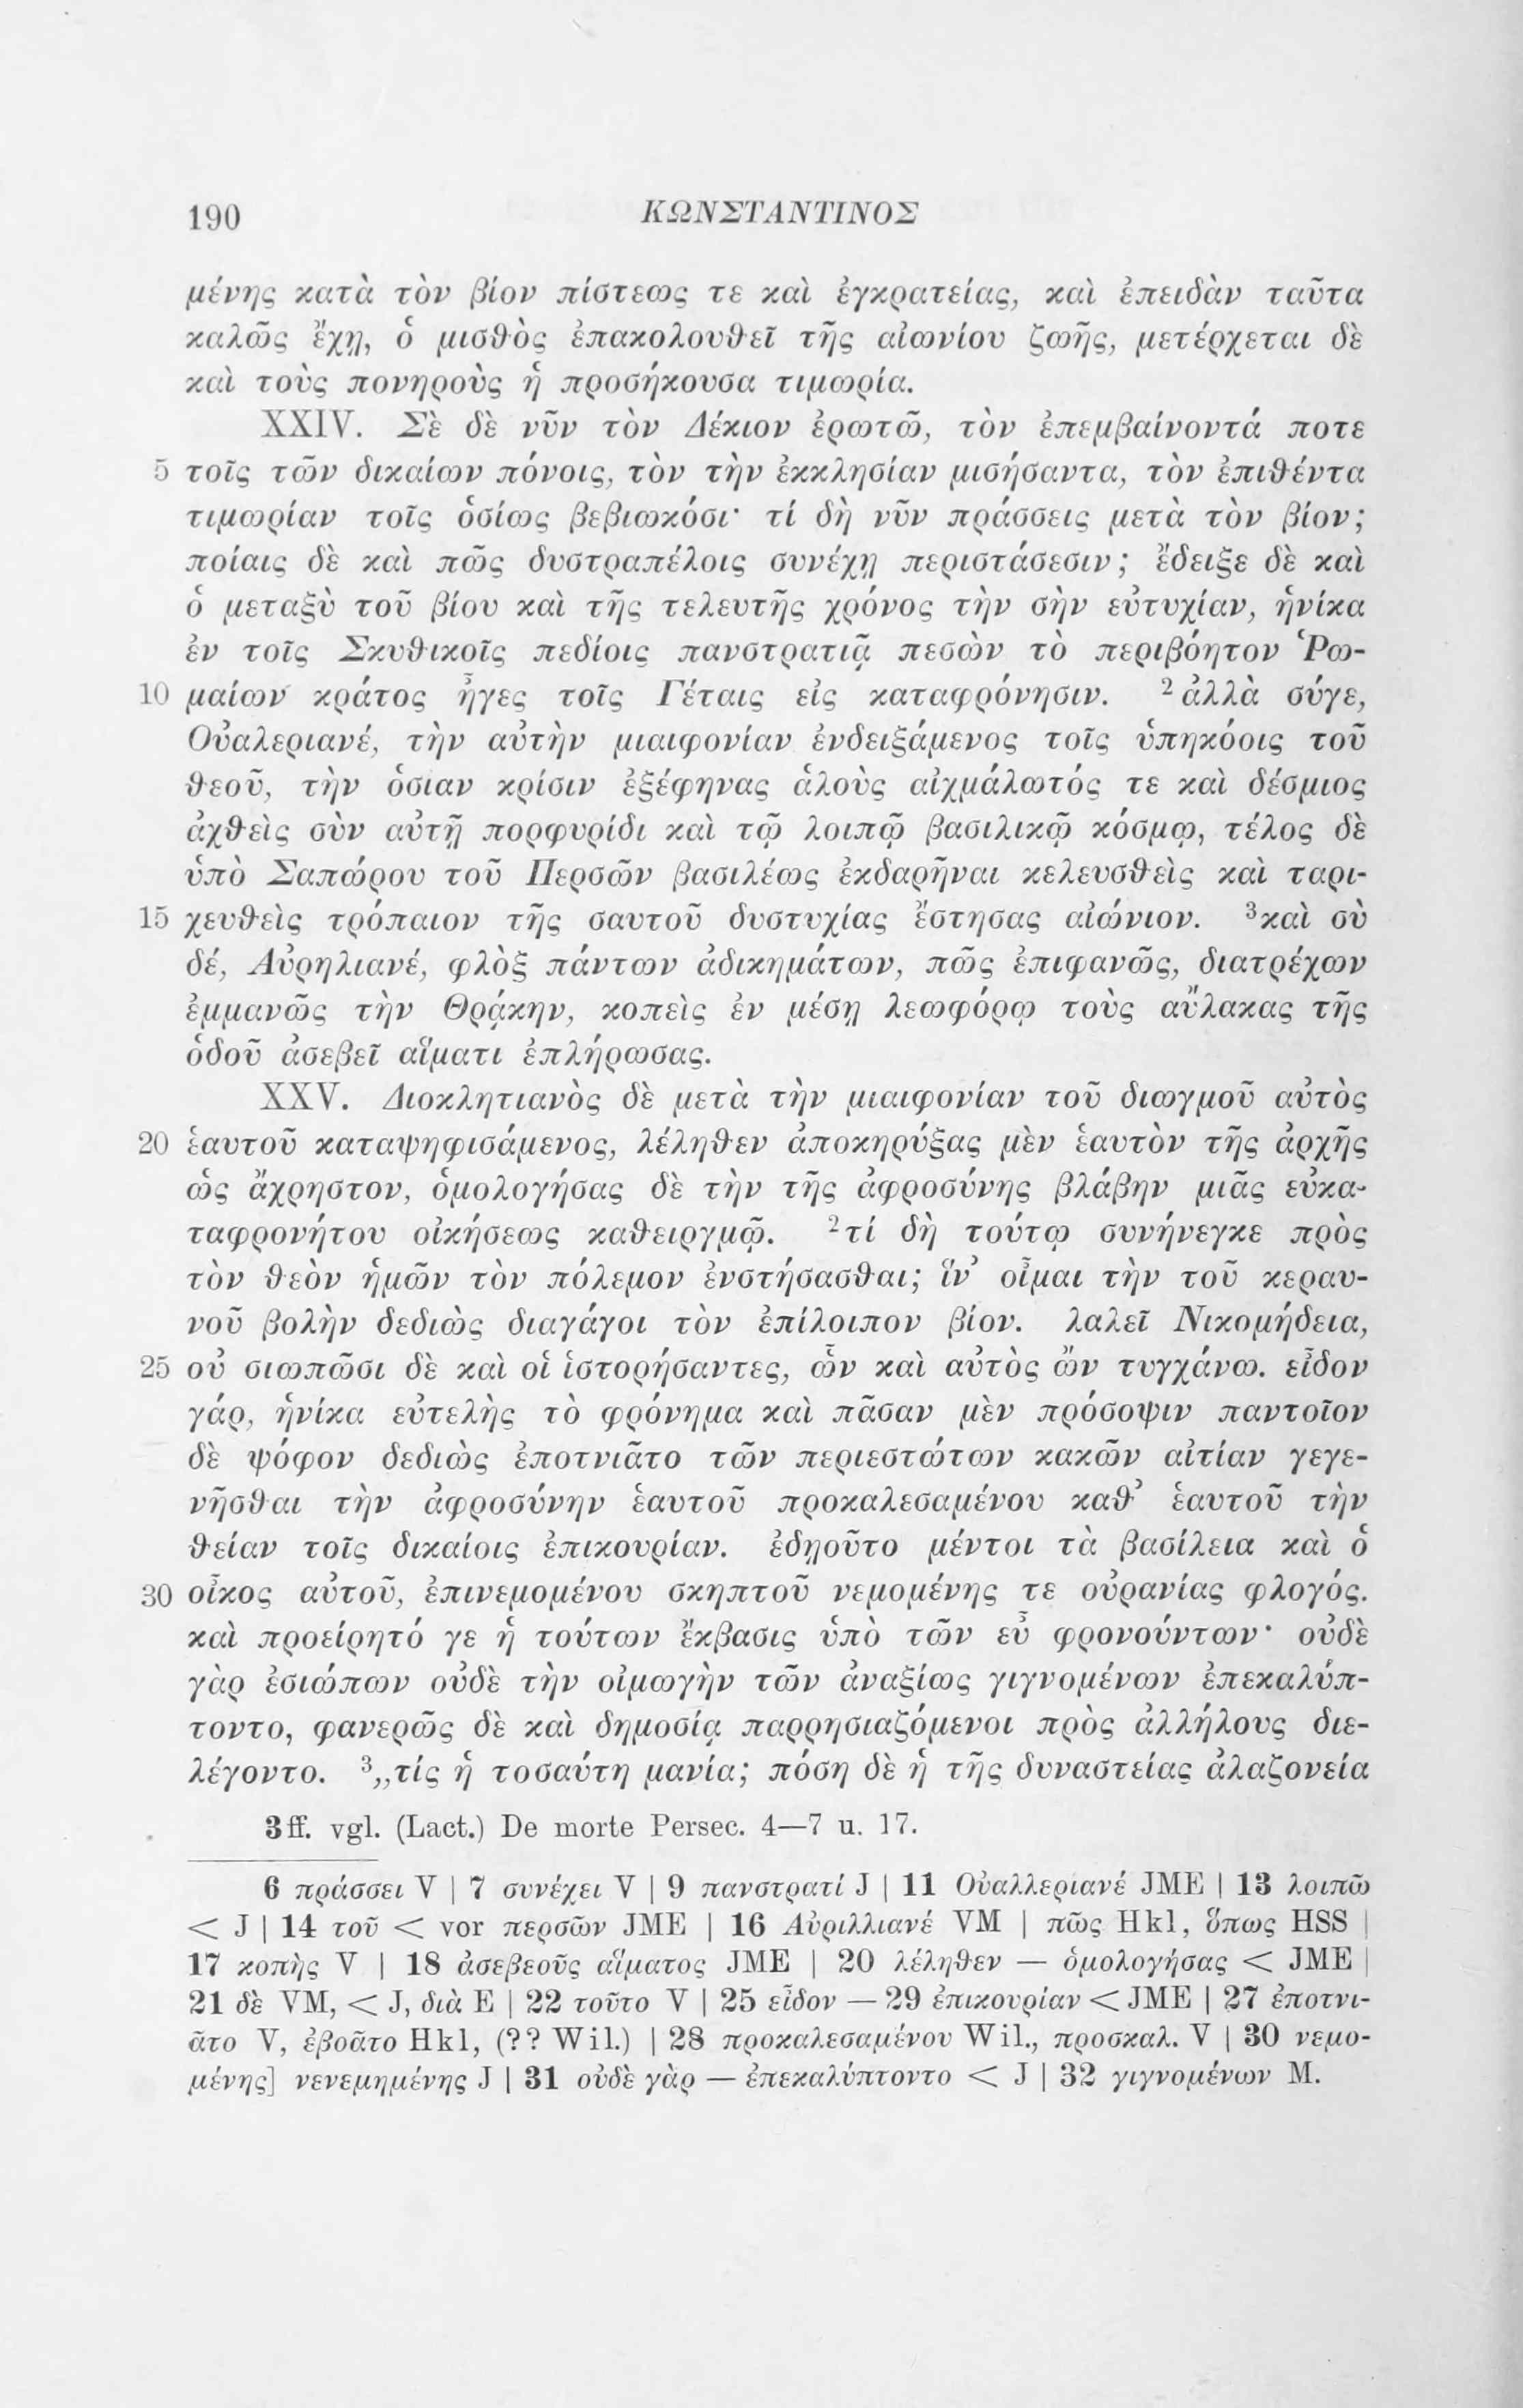 190 ΚΩΝΣΤΑΝΤΙΝΟΣ
μένης κατὰ τὸν βίον πίστεως τε καὶ ἐγκρατείας, καὶ ἐπειδὰν ταῦτα
καλῶς ἔχῃ, ὁ μισθὸς ἐπακολουθεῖ τῆς αἰωνίου ζωῆς, μετέρχεται δὲ
καὶ τοὺς πονηροὺς ἡ προσήκουσα τιμωρία.
XXIV. Σὲ δὲ νῦν τὸν Δέκιον ἐρωτῶ, τὸν ἐπεμβαίνοντά ποτε
5 τοῖς τῶν δικαίων πόνοις, τὸν τὴν ἐκκλησίαν μισήσαντα, τὸν ἐπιθέντα
τιμωρίαν τοῖς ὁσίως βεβιωκόσι· τί δὴ νῦν πράσσεις μετὰ τὸν βίον;
ποίαις δὲ καὶ πῶς δυστραπέλοις συνέχῃ περιστάσεσιν; ἔδειξε δὲ καὶ
ὁ μεταξὺ τοῦ βίου καὶ τῆς τελευτῆς χρόνος τὴν σὴν εὐτυχίαν, ἡνίκα
ἐν τοῖς Σκυθικοῖς πεδίοις πανστρατιᾷ πεσὼν τὸ περιβόητον Ῥω-
10 μαίων κράτος ἦγες τοῖς Γέταις εἰς καταφρόνησιν. ²ἀλλὰ σύγε,
Οὐαλεριανέ, τὴν αὐτὴν μιαιφονίαν ἐνδειξάμενος τοῖς ὑπηκόοις τοῦ
θεοῦ, τὴν ὁσιαν κρίσιν ἐξέφηνας ἁλοὺς αἰχμάλωτός τε καὶ δέσμιος
ἀχθεὶς σὺν αὐτῇ πορφυρίδι καὶ τῷ λοιπῷ βασιλικῷ κόσμῳ, τέλος δὲ
ὑπὸ Σαπώρου τοῦ Περσῶν βασιλέως ἐκδαρῆναι κελευσθεὶς καὶ ταρι-
15 χευθεὶς τρόπαιον τῆς σαυτοῦ δυστυχίας ἔστησας αἰώνιον. ³καὶ σὺ
δέ, Αὐρηλιανέ, φλὸξ πάντων ἀδικημάτων, πῶς ἐπιφανῶς, διατρέχων
ἐμμανῶς τὴν Θρᾴκην, κοπεὶς ἐν μέσῃ λεωφόρῳ τοὺς αὔλακας τῆς
ὁδοῦ ἀσεβεῖ αἵματι ἐπλήρωσας.
XXV. Διοκλητιανὸς δὲ μετὰ τὴν μιαιφονίαν τοῦ διωγμοῦ αὐτὸς
20 ἑαυτοῦ καταψηφισάμενος, λέληθεν ἀποκηρύξας μὲν ἑαυτὸν τῆς ἀρχῆς
ὡς ἄχρηστον, ὁμολογήσας δὲ τὴν τῆς ἀφροσύνης βλάβην μιᾶς εὐκα-
ταφρονήτου οἰκήσεως καθειργμῷ. ²τί δὴ τούτῳ συνήνεγκε πρὸς
τὸν θεὸν ἡμῶν τὸν πόλεμον ἐνστήσασθαι; ἵν’ οἶμαι τὴν τοῦ κεραυ-
νοῦ βολὴν δεδιὼς διαγάγοι τὸν ἐπίλοιπον βίον. λαλεῖ Νικομήδεια,
25 οὐ σιωπῶσι δὲ καὶ οἱ ἱστορήσαντες, ὧν καὶ αὐτὸς ὢν τυγχάνω. εἶδον
γάρ, ἡνίκα εὐτελὴς τὸ φρόνημα καὶ πᾶσαν μὲν πρόσοψιν παντοῖον
δὲ ψόφον δεδιὼς ἐποτνιᾶτο τῶν περιεστώτων κακῶν αἰτίαν γεγε-
νῆσθαι τὴν ἀφροσύνην ἑαυτοῦ προκαλεσαμένου καθ’ ἑαυτοῦ τὴν
θείαν τοῖς δικαίοις ἐπικουρίαν. ἐδῃοῦτο μέντοι τὰ βασίλεια καὶ ὁ
30 οἶκος αὐτοῦ, ἐπινεμομένου σκηπτοῦ νεμομένης τε οὐρανίας φλογός.
καὶ προείρητό γε ἡ τούτων ἔκβασις ὑπὸ τῶν εὖ φρονούντων· οὐδὲ
γὰρ ἐσιώπων οὐδὲ τὴν οἰμωγὴν τῶν ἀναξίως γιγνομένων ἐπεκαλύπ-
τοντο, φανερῶς δὲ καὶ δημοσίᾳ παρρησιαζόμενοι πρὸς ἀλλήλους διε-
λέγοντο. ³„τίς ἡ τοσαύτη μανία; πόση δὲ ἡ τῆς δυναστείας ἀλαζονεία
3ff. vgl. (Lact.) De morte Persec. 4—7 u. 17.
6 πράσσει V | 7 συνέχει V | 9 πανστρατί J | 11 Οὐαλλεριανέ JME | 13 λοιπῶ
< J | 14 τοῦ < vor περσῶν JME | 16 Αὐριλλιανέ VM | πῶς Hkl, ὅπως HSS |
17 κοπὴς V | 18 ἀσεβεοῦς αἵματος JME | 20 λέληθεν — ὁμολογήσας < JME |
21 δὲ VM, < J, διὰ E | 22 τοῦτο V | 25 εἶδον — 29 ἐπικουρίαν < JME | 27 ἐποτνι-
ᾶτο V, ἐβοᾶτο Hkl, (?? Wil.) | 28 προκαλεσαμένου Wil., προσκαλ. V | 30 νεμο-
μένης] νενεμημένης J | 31 οὐδὲ γὰρ — ἐπεκαλύπτοντο < J | 32 γιγνομένων M.